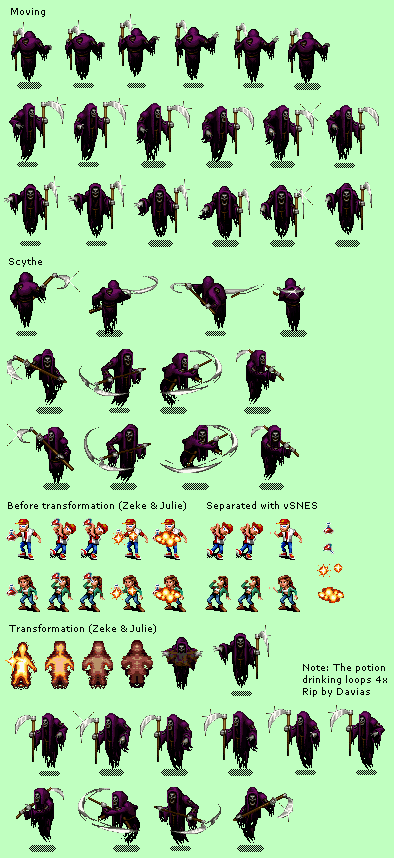 Moving
Scythe
Before transformation (Zeke & Julie)
Separated with vSNES
Transformation (Zeke & Julie)
Note: The potion
drinking loops 4x
Rip by Davias